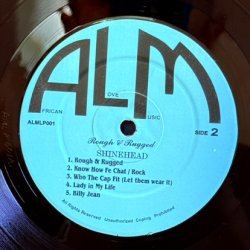 ALM
FRICAN OVE USIC
ALMLP001
SIDE 2
Rough & Rugged
SHINEHEAD
1. Rough & Rugged
2. Know How Fe Chat / Rock
3. Who The Cap Fit (Let them wear it)
4. Lady in My Life
5. Billy Jean
All Rights Reserved Unauthorized Coping Prohibited